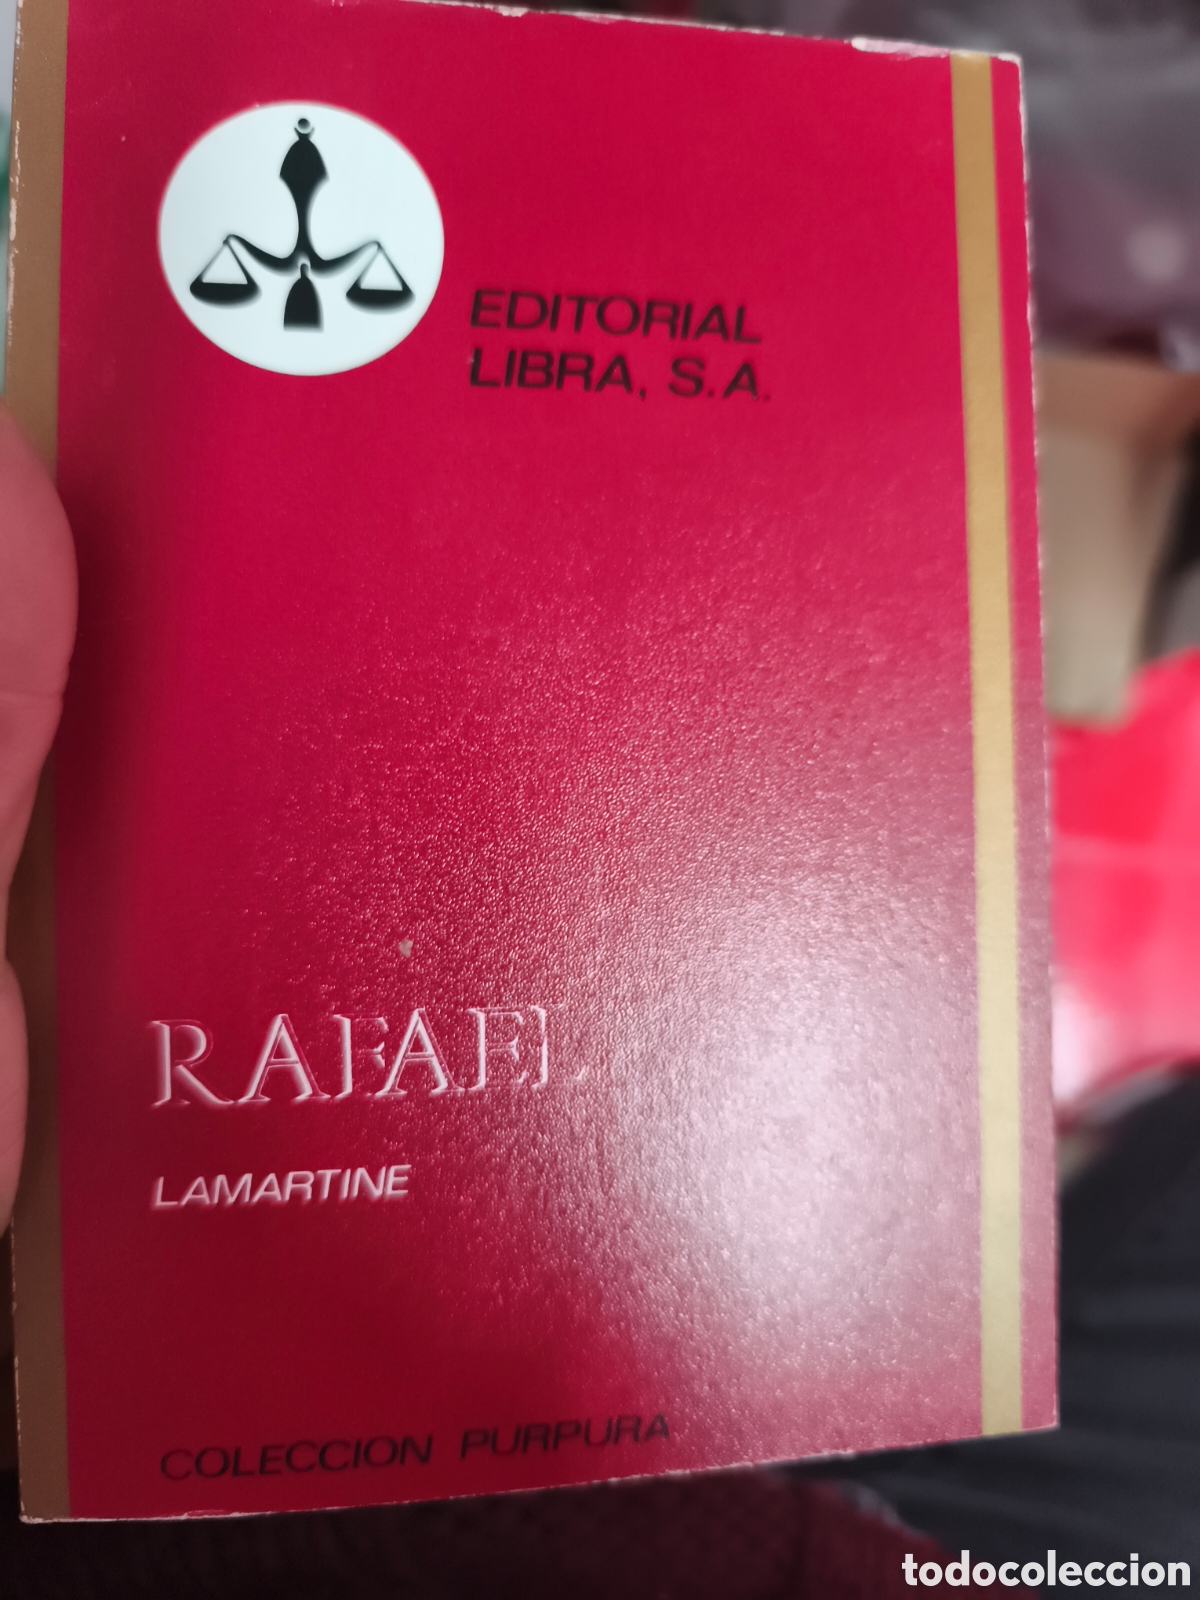 EDITORIAL
LIBRA, S.A.
RAFAEL
LAMARTINE
COLECCION PURPURA
todocoleccion